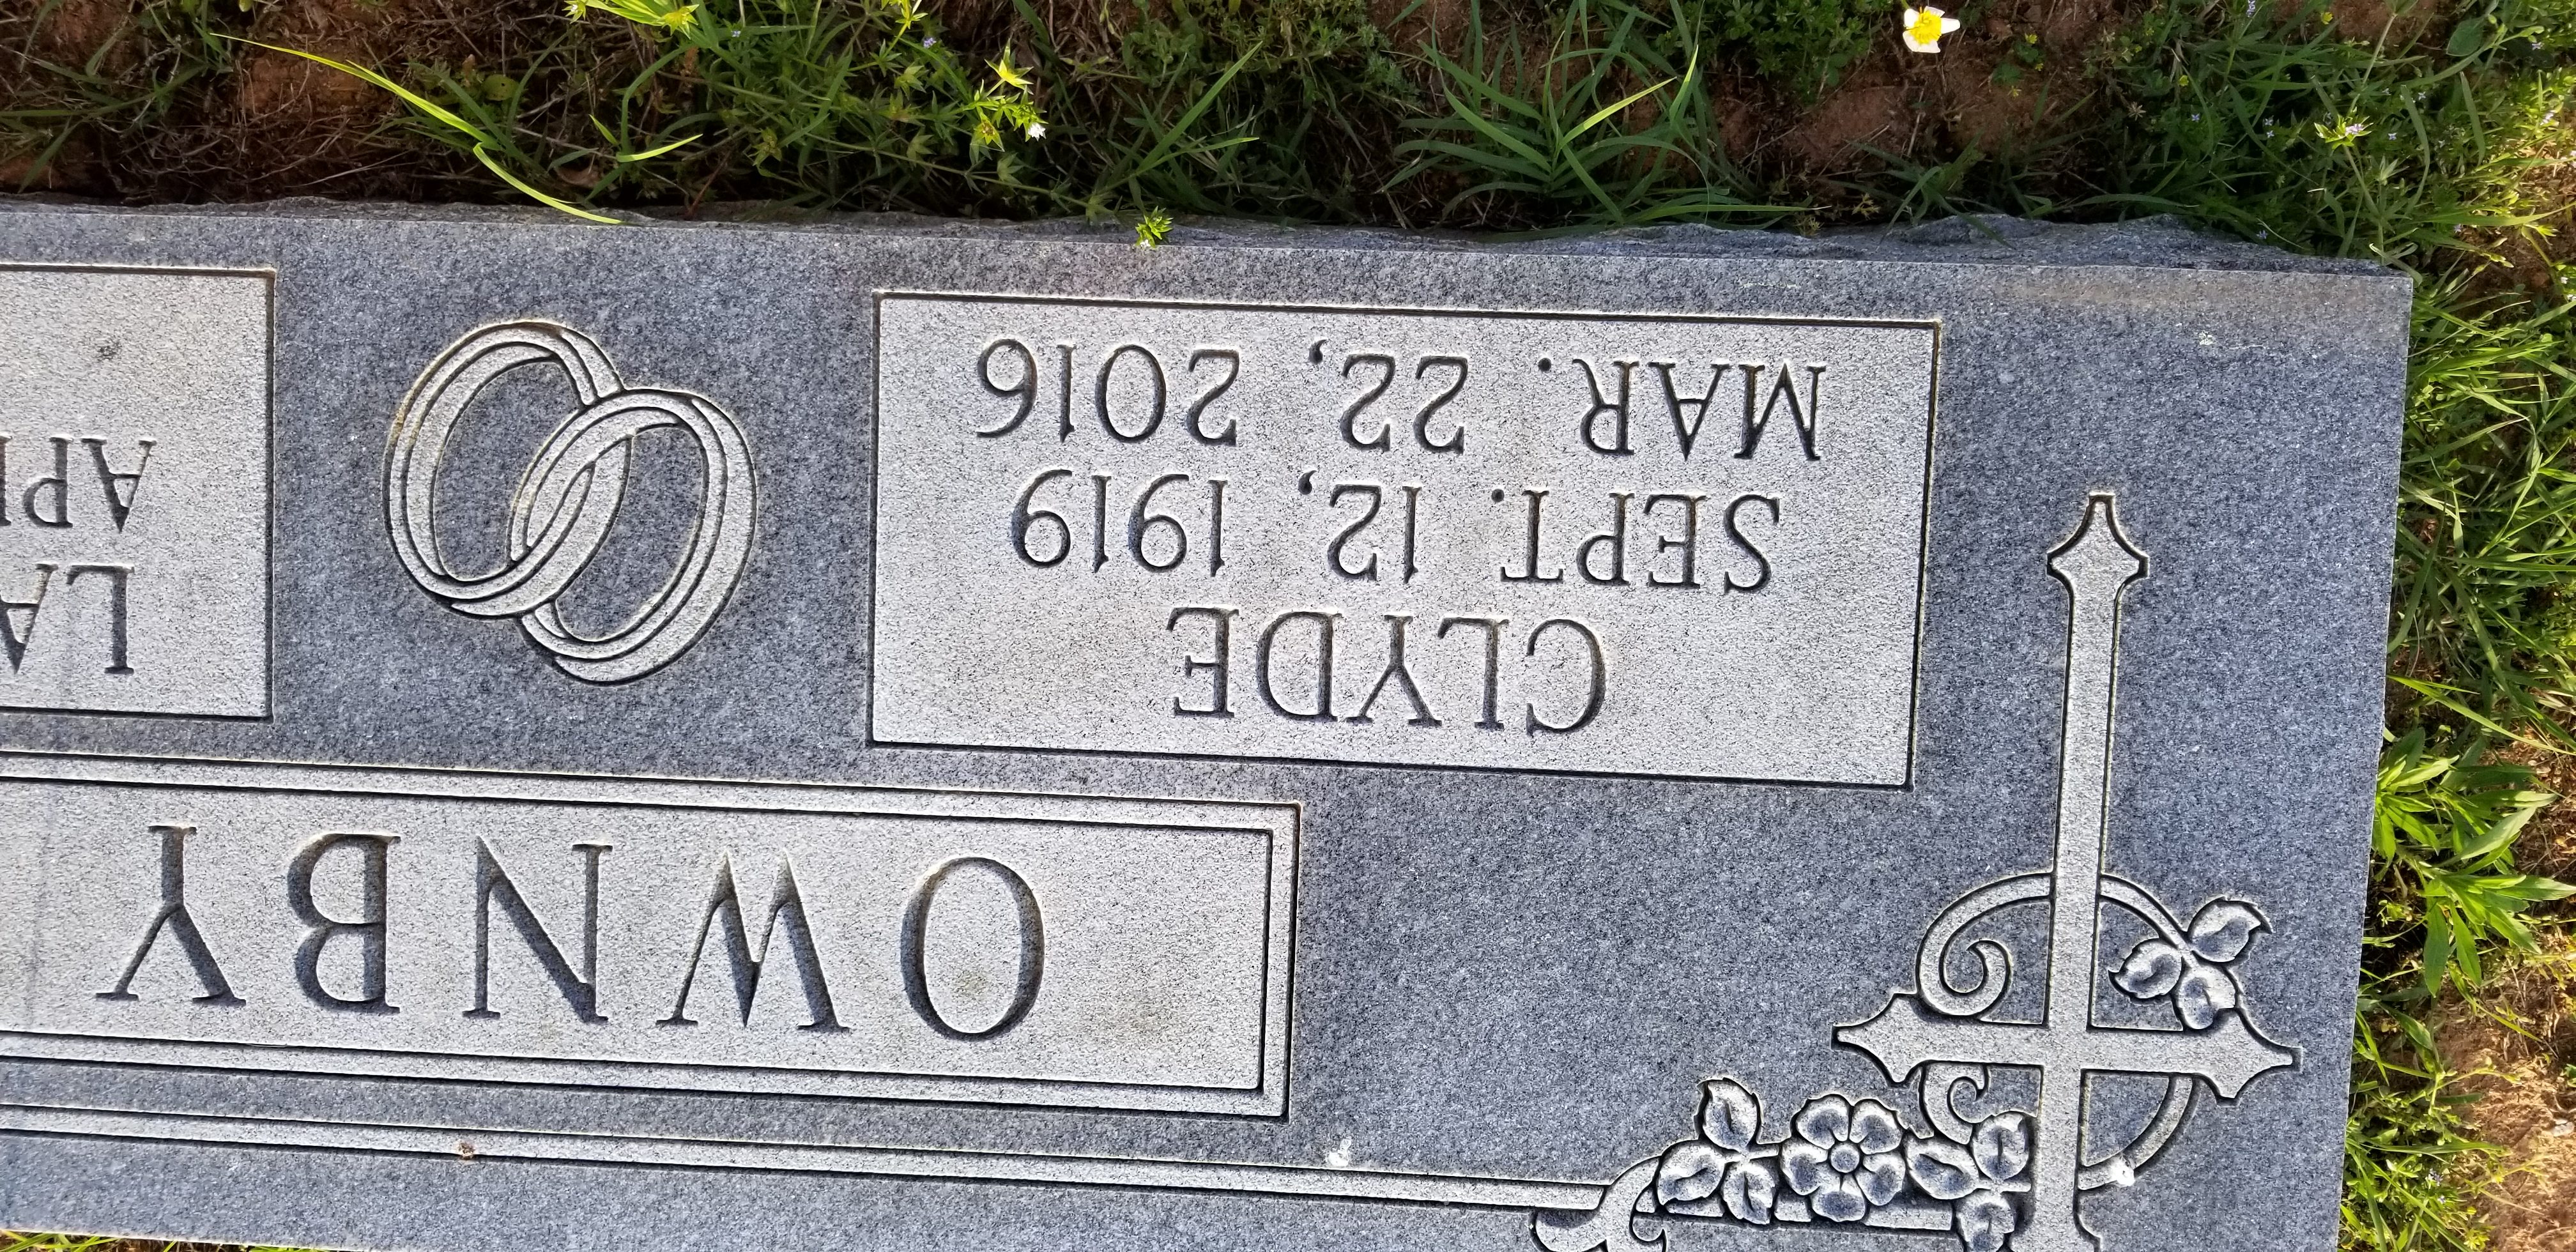 OWNBY
CLYDE
SEPT. 12, 1919
MAR. 22, 2016